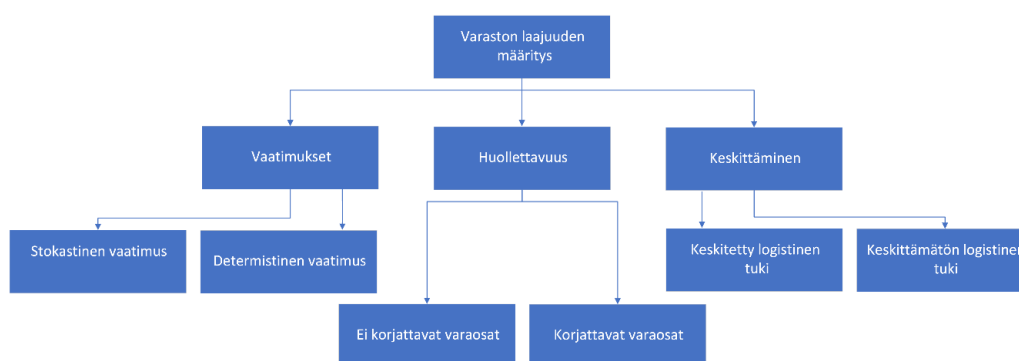 Varaston laajuuden
määritys
Vaatimukset
Huollettavuus
Keskittäminen
Stokastinen vaatimus
Determistinen vaatimus
Keskitetty logistinen
tuki
Keskittämätön logistinen
tuki
Ei korjattavat varaosat
Korjattavat varaosat